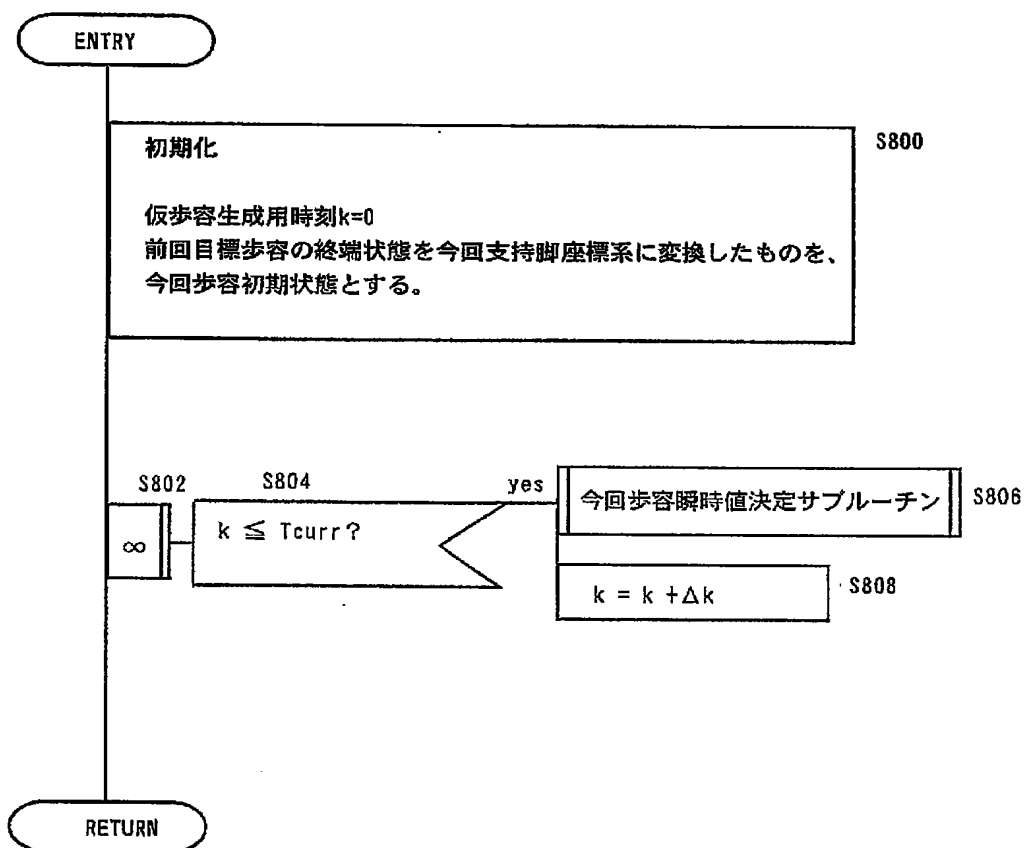 ENTRY
初期化
S800
仮歩容生成用時刻k=0
前回目標歩容の終端状態を今回支持脚座標系に変換したものを、
今回歩容初期状態とする。
S802
S804
yes
今回歩容瞬時値決定サブルーチン
S806
∞
k ≦ Tcurr?
k = k +Δk
S808
RETURN